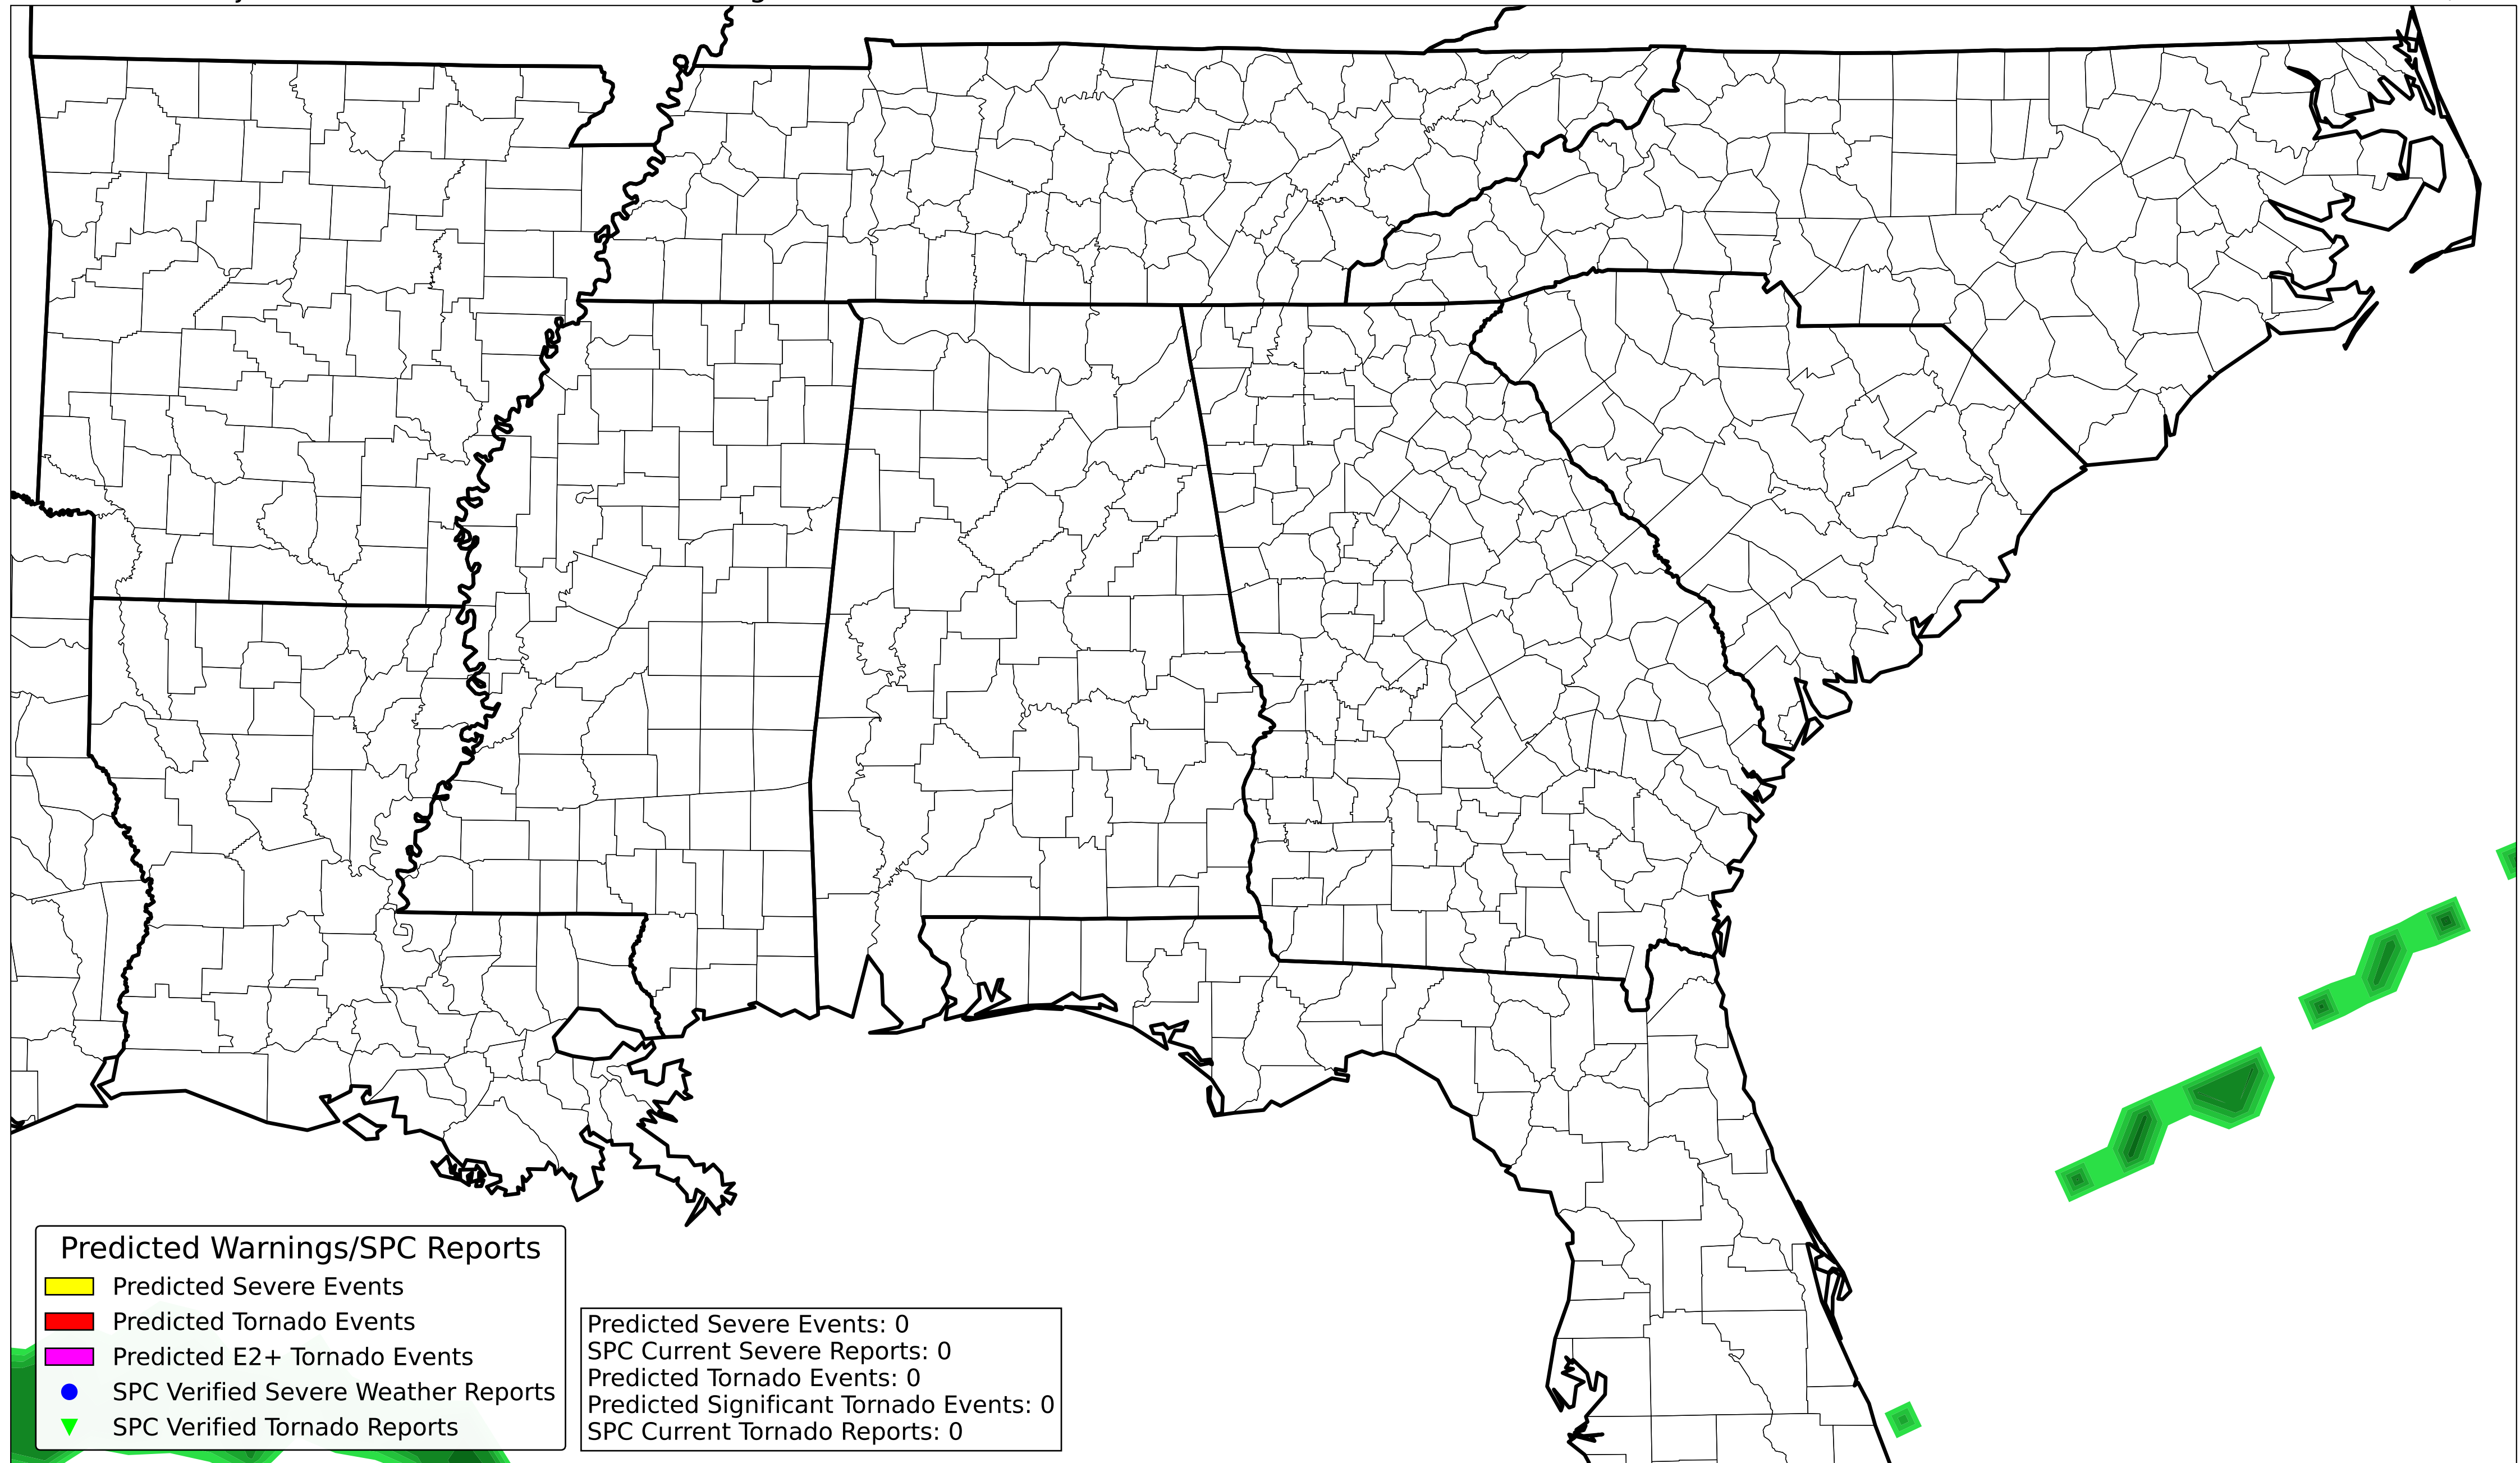 Predicted Warnings/SPC Reports
Predicted Severe Events
Predicted Tornado Events
Predicted E2+ Tornado Events
SPC Verified Severe Weather Reports
SPC Verified Tornado Reports
Predicted Severe Events: 0
SPC Current Severe Reports: 0
Predicted Tornado Events: 0
Predicted Significant Tornado Events: 0
SPC Current Tornado Reports: 0